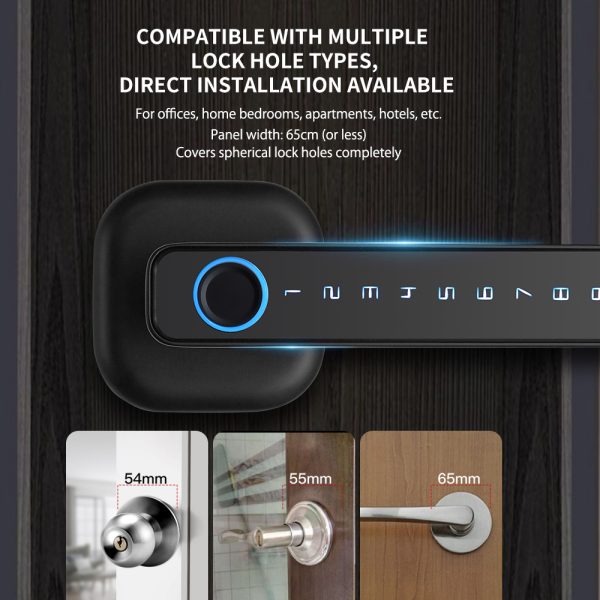 COMPATIBLE WITH MULTIPLE
LOCK HOLE TYPES,
DIRECT INSTALLATION AVAILABLE
For offices, home bedrooms, apartments, hotels, etc.
Panel width: 65cm (or less)
Covers spherical lock holes completely
1 2 3 4 5 6 7 8 9
54mm
55mm
65mm